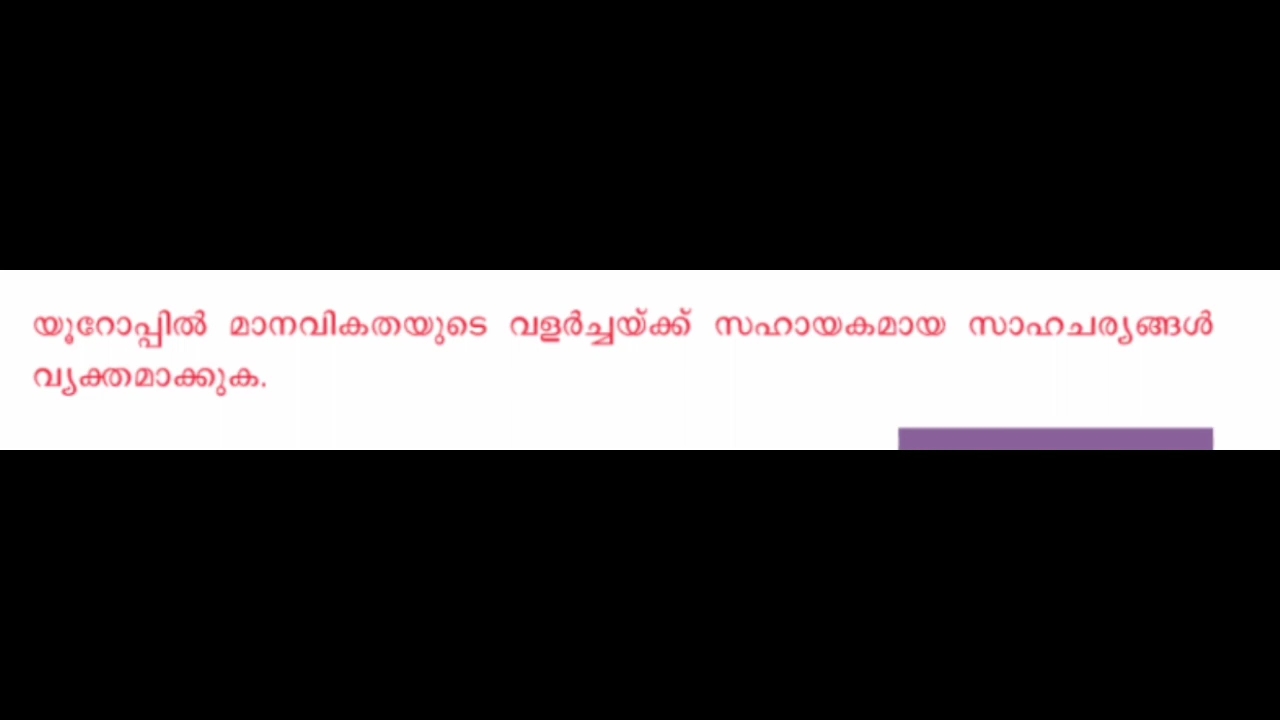 യൂറോപ്പിൽ മാനവികതയുടെ വളർച്ചയ്ക്ക് സഹായകമായ സാഹചര്യങ്ങൾ
വ്യക്തമാക്കുക.